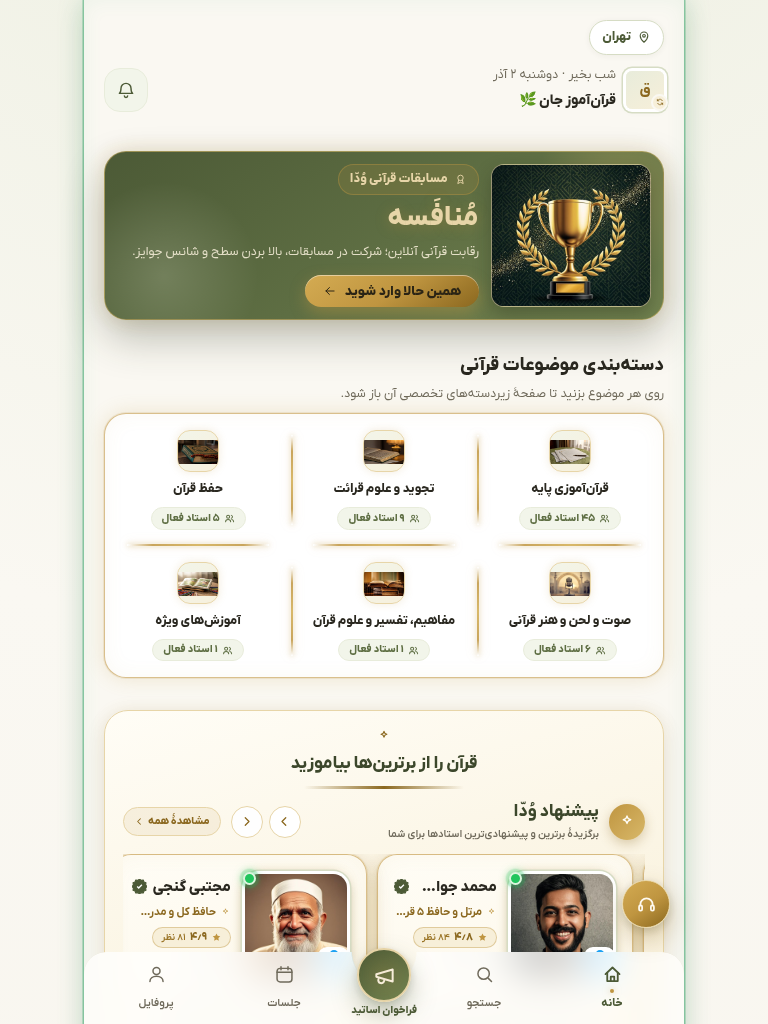 تهران
شب بخیر · دوشنبه ۲ آذر
ق
قرآن‌آموز جان 🌿
مسابقات قرآنی وُدّا
مُنافَسه
رقابت قرآنی آنلاین؛ شرکت در مسابقات، بالا بردن سطح و شانس جوایز.
همین حالا وارد شوید
دسته‌بندی موضوعات قرآنی
روی هر موضوع بزنید تا صفحهٔ زیردسته‌های تخصصی آن باز شود.
قرآن‌آموزی پایه
۴۵ استاد فعال
تجوید و علوم قرائت
۹ استاد فعال
حفظ قرآن
۵ استاد فعال
صوت و لحن و هنر قرآنی
۶ استاد فعال
مفاهیم، تفسیر و علوم قرآن
۱ استاد فعال
آموزش‌های ویژه
۱ استاد فعال
قرآن را از برترین‌ها بیاموزید
پیشنهاد وُدّا
برگزیدهٔ برترین و پیشنهادی‌ترین استادها برای شما
مشاهدهٔ همه
محمد جوا...
مرتل و حافظ ۵ قر...
۴/۸ ۸۴ نظر
مجتبی گنجی
حافظ کل و مدر...
۴/۹ ۸۱ نظر
خانه
جستجو
فراخوان اساتید
جلسات
پروفایل